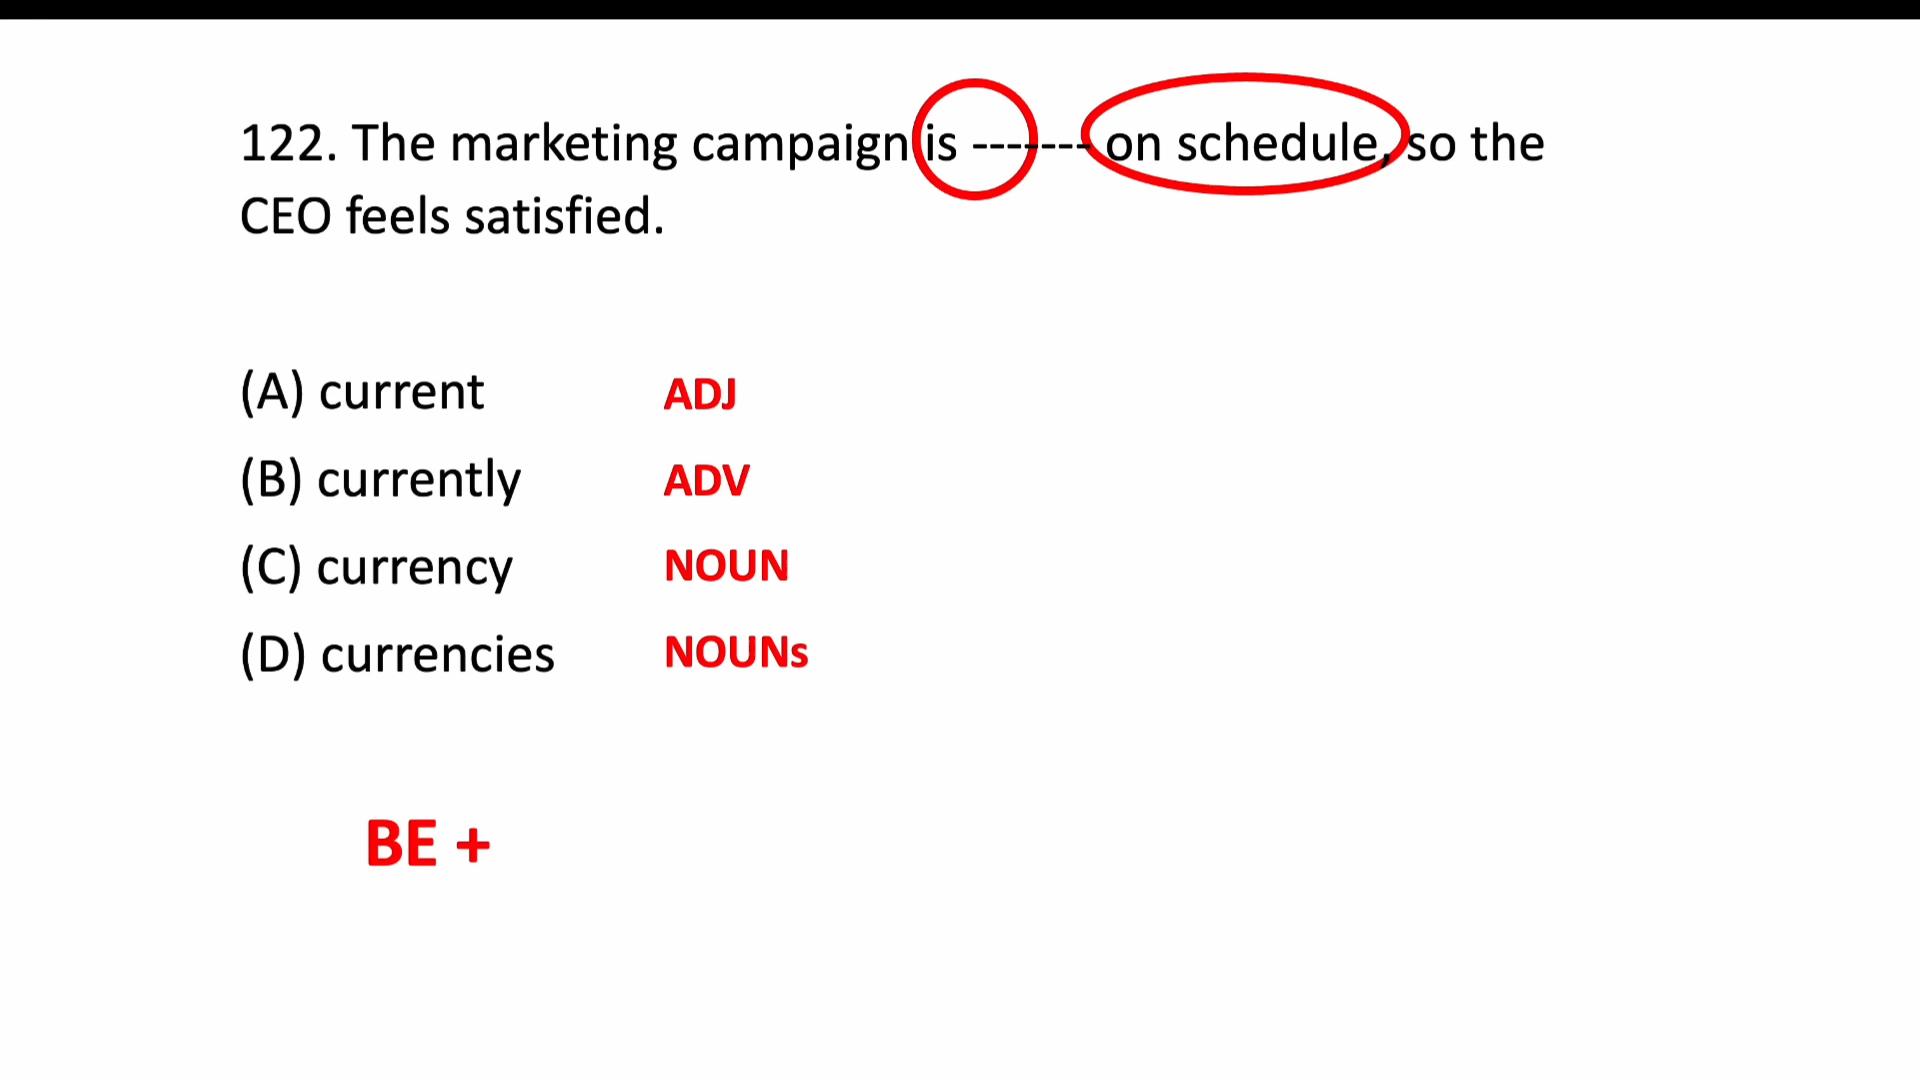 122. The marketing campaign is ------- on schedule, so the
CEO feels satisfied.
(A) current ADJ
(B) currently ADV
(C) currency NOUN
(D) currencies NOUNs
BE +